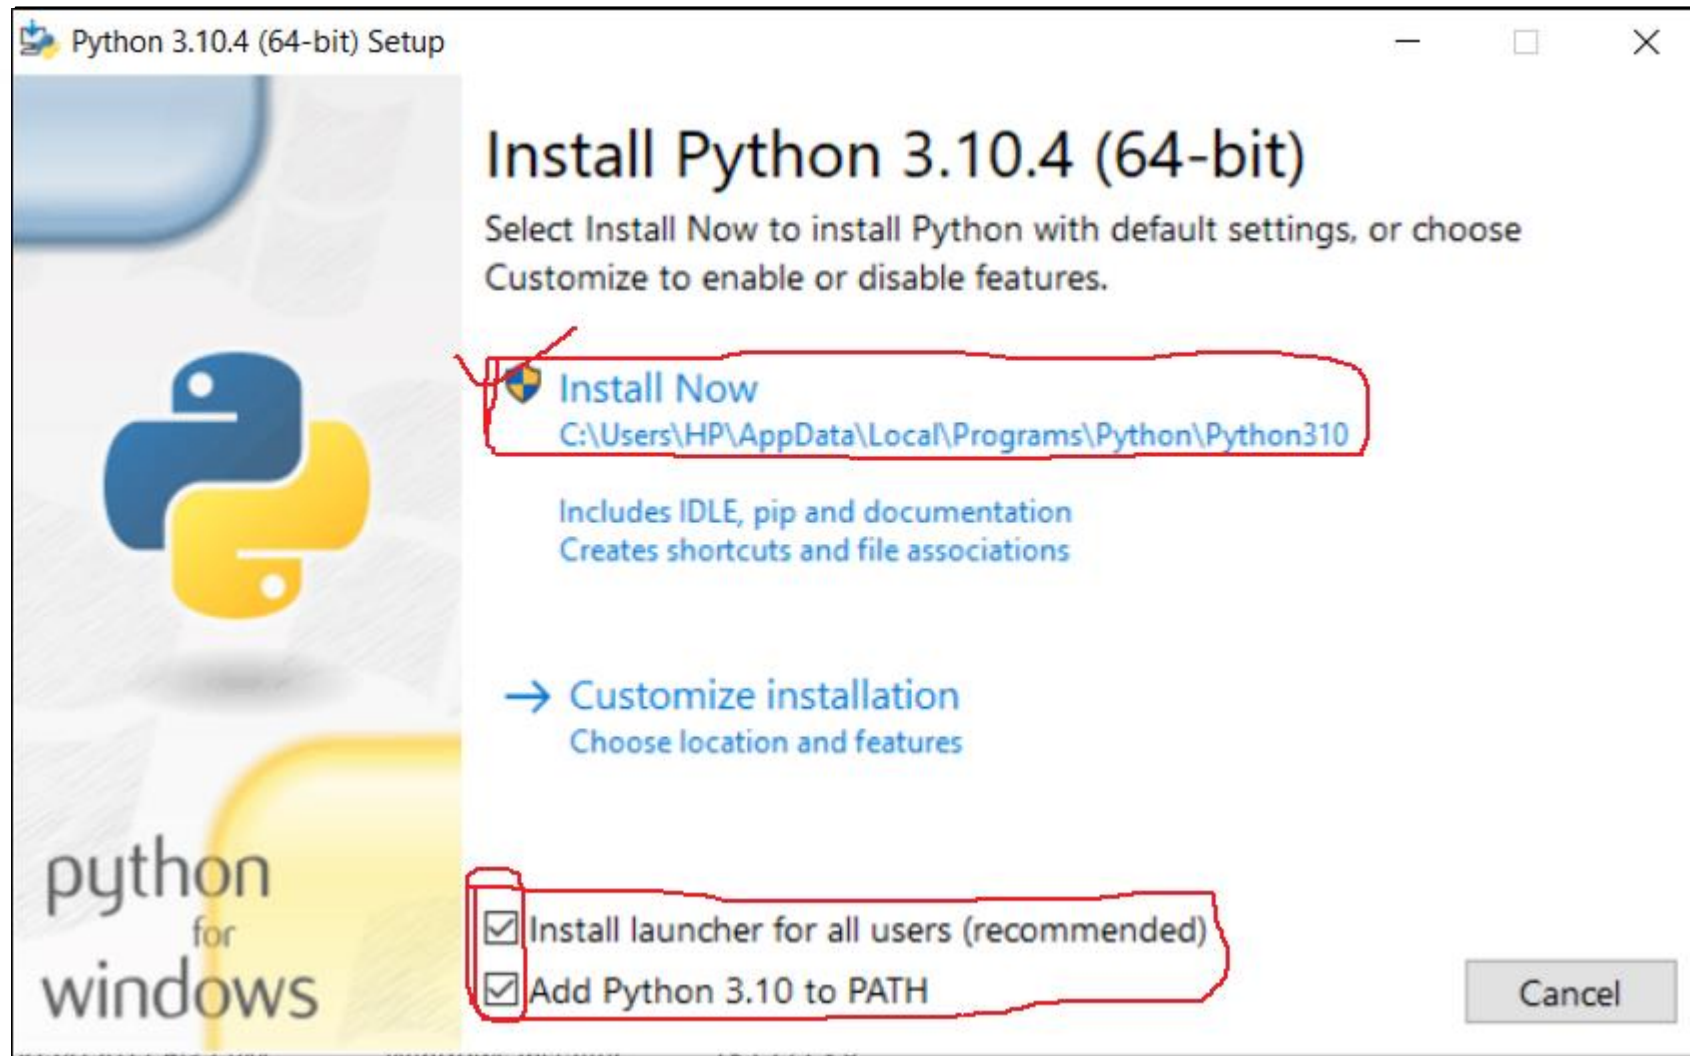 Python 3.10.4 (64-bit) Setup
Install Python 3.10.4 (64-bit)
Select Install Now to install Python with default settings, or choose
Customize to enable or disable features.
Install Now
C:\Users\HP\AppData\Local\Programs\Python\Python310
Includes IDLE, pip and documentation
Creates shortcuts and file associations
Customize installation
Choose location and features
Install launcher for all users (recommended)
Add Python 3.10 to PATH
Cancel
python
for
windows